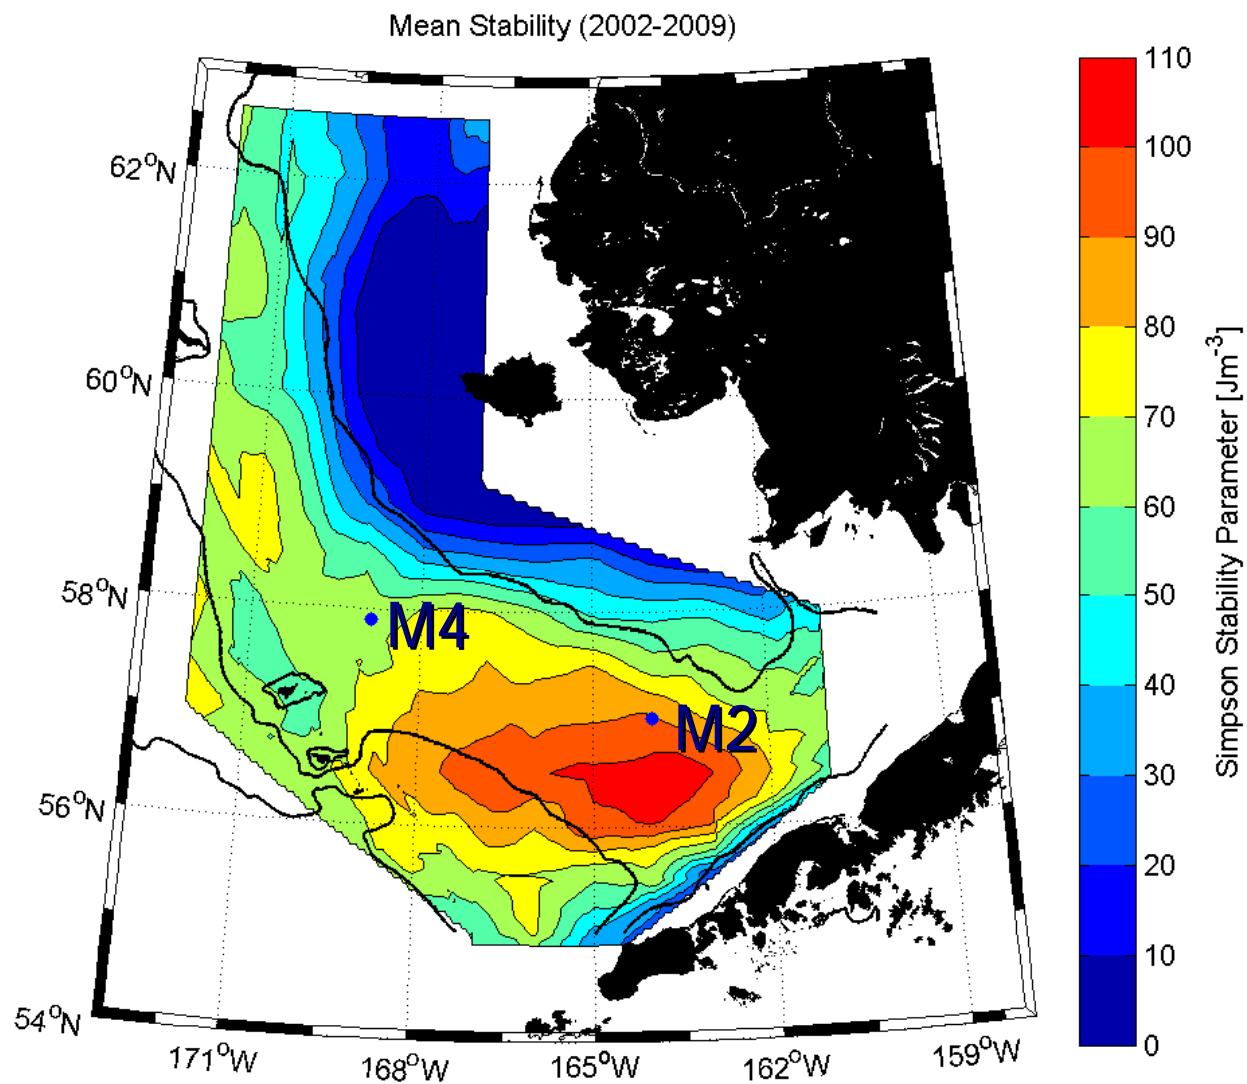 Mean Stability (2002-2009)
62°N
60°N
58°N
56°N
54°N
171°W
168°W
165°W
162°W
159°W
M4
M2
110
100
90
80
70
60
50
40
30
20
10
0
Simpson Stability Parameter [Jm⁻³]